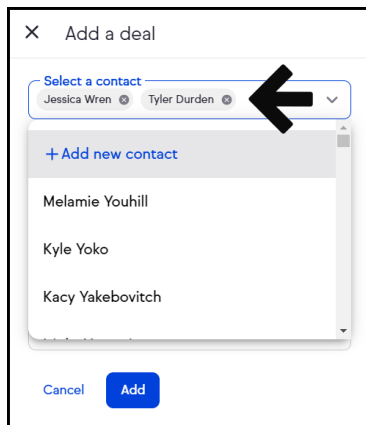 Add a deal
Select a contact
Jessica Wren Tyler Durden
+ Add new contact
Melamie Youhill
Kyle Yoko
Kacy Yakebovitch
Cancel Add